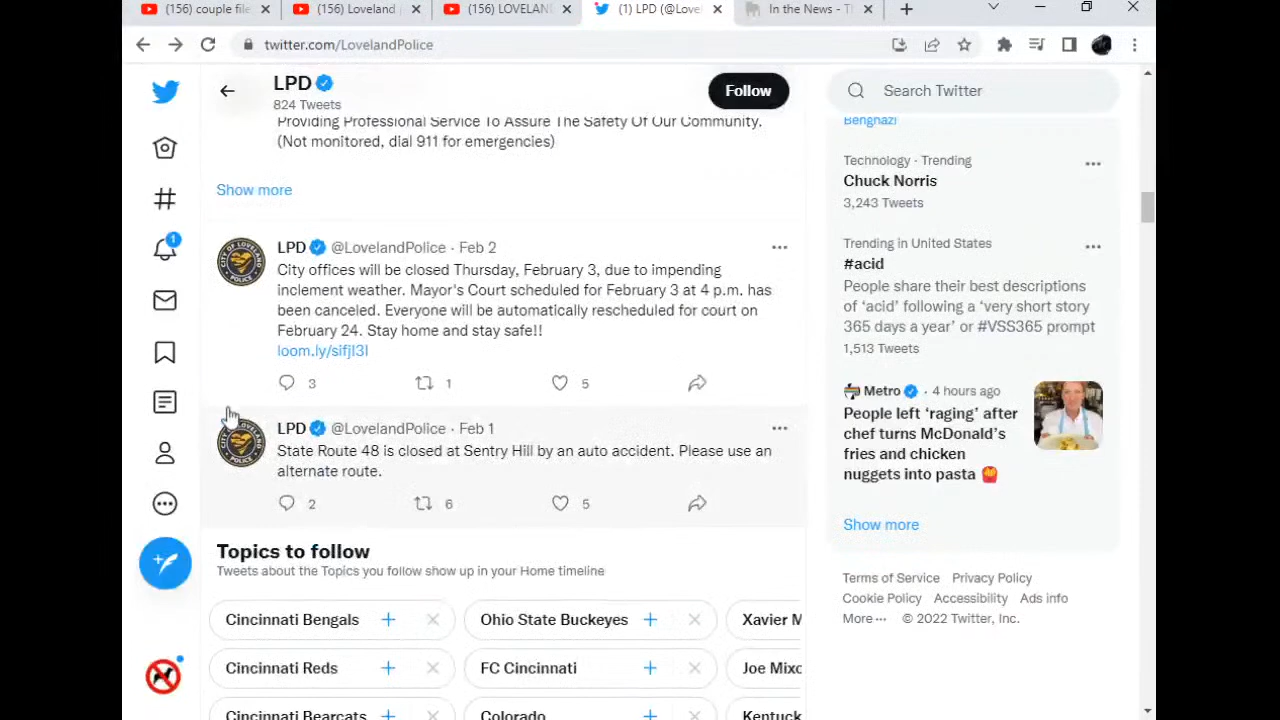 (156) couple file
(156) Loveland
(156) LOVELAN
(1) LPD (@Lovel
In the News - T
twitter.com/LovelandPolice
LPD
824 Tweets
Follow
Search Twitter
Providing Professional Service To Assure The Safety Of Our Community.
(Not monitored, dial 911 for emergencies)
Show more
LPD @LovelandPolice · Feb 2
City offices will be closed Thursday, February 3, due to impending
inclement weather. Mayor's Court scheduled for February 3 at 4 p.m. has
been canceled. Everyone will be automatically rescheduled for court on
February 24. Stay home and stay safe!!
loom.ly/sifjI3I
3 1 5
CITY OF LOVELAND
POLICE
LPD @LovelandPolice · Feb 1
State Route 48 is closed at Sentry Hill by an auto accident. Please use an
alternate route.
2 6 5
Topics to follow
Tweets about the Topics you follow show up in your Home timeline
Cincinnati Bengals
Ohio State Buckeyes
Xavier M
Cincinnati Reds
FC Cincinnati
Joe Mixo
Cincinnati Bearcats
Colorado
Kentuck
Benghazi
Technology · Trending
Chuck Norris
3,243 Tweets
Trending in United States
#acid
People share their best descriptions
of ‘acid’ following a ‘very short story
365 days a year’ or #VSS365 prompt
1,513 Tweets
Metro · 4 hours ago
People left ‘raging’ after
chef turns McDonald’s
fries and chicken
nuggets into pasta
Show more
Terms of Service Privacy Policy
Cookie Policy Accessibility Ads info
More ··· © 2022 Twitter, Inc.
1